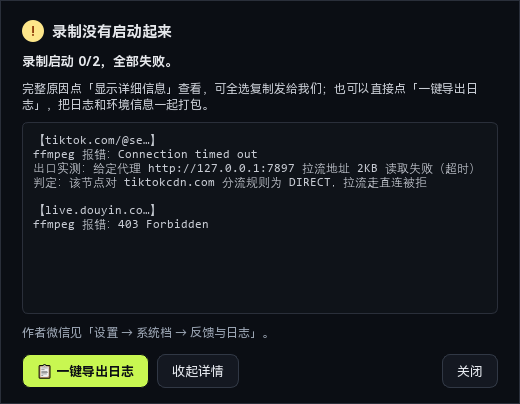 录制没有启动起来
录制启动 0/2，全部失败。
完整原因点「显示详细信息」查看，可全选复制发给我们；也可以直接点「一键导出日
志」，把日志和环境信息一起打包。
【tiktok.com/@se…】
ffmpeg 报错：Connection timed out
出口实测：给定代理 http://127.0.0.1:7897 拉流地址 2KB 读取失败（超时）
判定：该节点对 tiktokcdn.com 分流规则为 DIRECT，拉流走直连被拒
【live.douyin.co…】
ffmpeg 报错：403 Forbidden
作者微信见「设置 → 系统档 → 反馈与日志」。
一键导出日志
收起详情
关闭